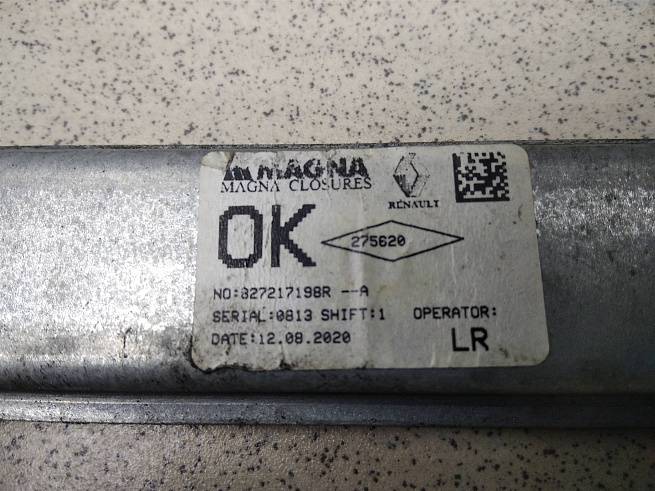 MAGNA
MAGNA CLOSURES
RENAULT
OK
275620
NO:827217198R --A
SERIAL:0813 SHIFT:1 OPERATOR:
DATE:12.08.2020 LR